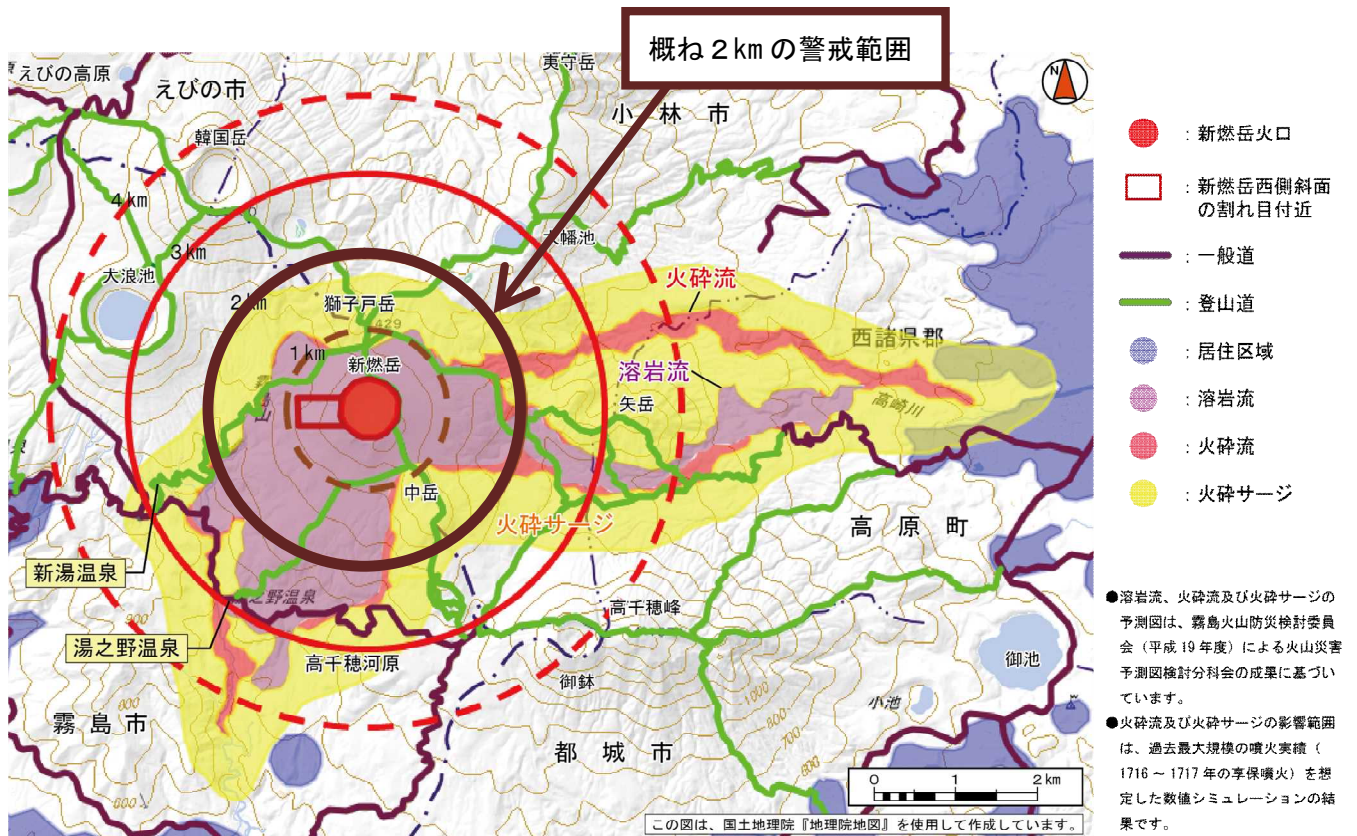 概ね２kmの警戒範囲
えびの高原
えびの市
夷守岳
小林市
N
韓国岳
4km
3km
大浪池
2km
獅子戸岳
1429
大幡池
火砕流
西諸県郡
1km
新燃岳
溶岩流
矢岳
高崎川
中岳
火砕サージ
高原町
新湯温泉
湯之野温泉
湯之野温泉
高千穂河原
高千穂峰
御鉢
御池
小池
霧島市
都城市
900
800
600
1000
800
700
600
0 1 2km
この図は、国土地理院『地理院地図』を使用して作成しています。
：新燃岳火口
：新燃岳西側斜面
の割れ目付近
：一般道
：登山道
：居住区域
：溶岩流
：火砕流
：火砕サージ
●溶岩流、火砕流及び火砕サージの
予測図は、霧島火山防災検討委員
会（平成19年度）による火山災害
予測図検討分科会の成果に基づい
ています。
●火砕流及び火砕サージの影響範囲
は、過去最大規模の噴火実績（
1716～1717年の享保噴火）を想
定した数値シミュレーションの結
果です。